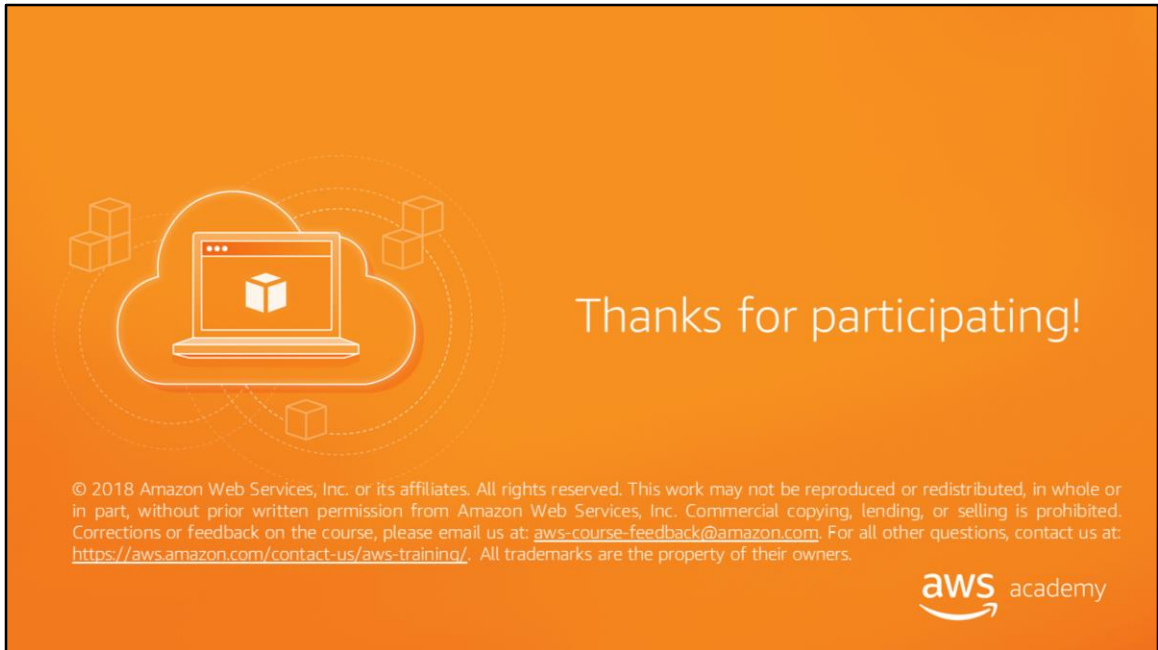 Thanks for participating!
© 2018 Amazon Web Services, Inc. or its affiliates. All rights reserved. This work may not be reproduced or redistributed, in whole or
in part, without prior written permission from Amazon Web Services, Inc. Commercial copying, lending, or selling is prohibited.
Corrections or feedback on the course, please email us at: aws-course-feedback@amazon.com. For all other questions, contact us at:
https://aws.amazon.com/contact-us/aws-training/. All trademarks are the property of their owners.
aws academy